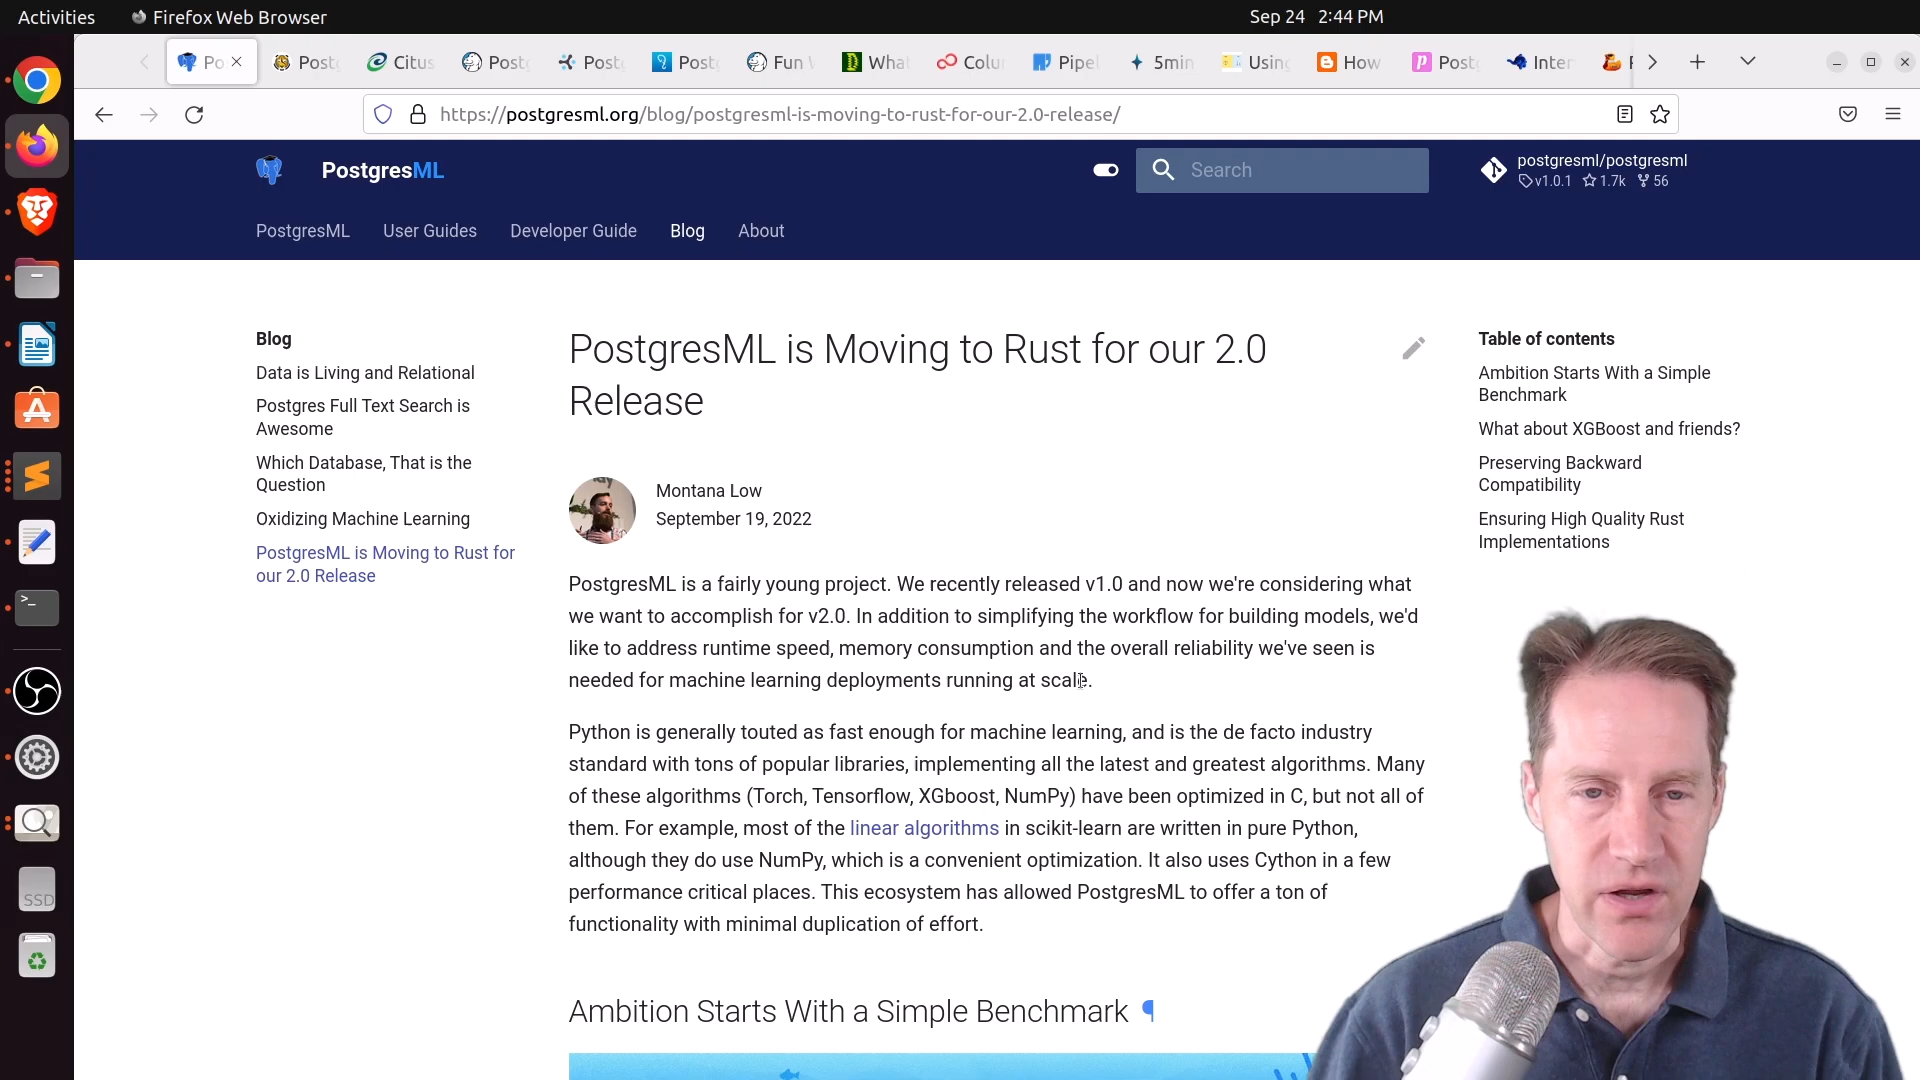 Activities
Firefox Web Browser
Sep 24 2:44 PM
Po
Post
Citus
Post
Post
Post
Fun
What
Colu
Pipel
5min
Using
How
Post
Inter
https://postgresml.org/blog/postgresml-is-moving-to-rust-for-our-2.0-release/
PostgresML
Search
postgresml/postgresml
v1.0.1 1.7k 56
PostgresML
User Guides
Developer Guide
Blog
About
Blog
Data is Living and Relational
Postgres Full Text Search is
Awesome
Which Database, That is the
Question
Oxidizing Machine Learning
PostgresML is Moving to Rust for
our 2.0 Release
PostgresML is Moving to Rust for our 2.0
Release
Montana Low
September 19, 2022
PostgresML is a fairly young project. We recently released v1.0 and now we're considering what
we want to accomplish for v2.0. In addition to simplifying the workflow for building models, we'd
like to address runtime speed, memory consumption and the overall reliability we've seen is
needed for machine learning deployments running at scale.
Python is generally touted as fast enough for machine learning, and is the de facto industry
standard with tons of popular libraries, implementing all the latest and greatest algorithms. Many
of these algorithms (Torch, Tensorflow, XGboost, NumPy) have been optimized in C, but not all of
them. For example, most of the linear algorithms in scikit-learn are written in pure Python,
although they do use NumPy, which is a convenient optimization. It also uses Cython in a few
performance critical places. This ecosystem has allowed PostgresML to offer a ton of
functionality with minimal duplication of effort.
Ambition Starts With a Simple Benchmark ¶
Table of contents
Ambition Starts With a Simple
Benchmark
What about XGBoost and friends?
Preserving Backward
Compatibility
Ensuring High Quality Rust
Implementations
SSD